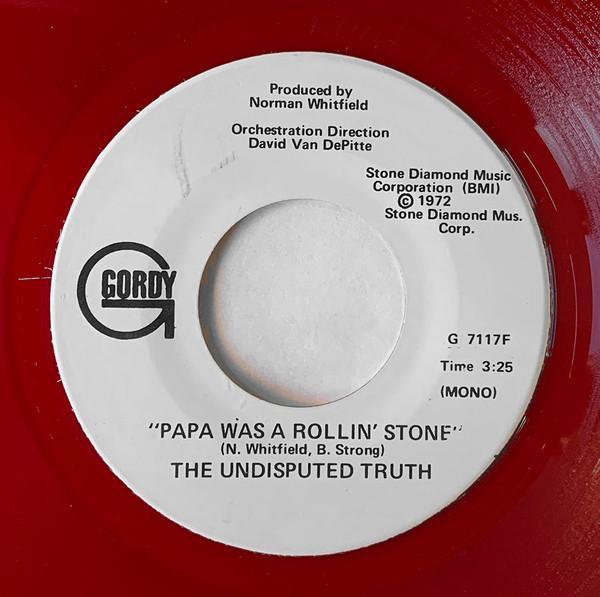 Produced by
Norman Whitfield
Orchestration Direction
David Van DePitte
Stone Diamond Music
Corporation (BMI)
© 1972
Stone Diamond Mus.
Corp.
GORDY
G 7117F
Time 3:25
(MONO)
"PAPA WAS A ROLLIN' STONE"
(N. Whitfield, B. Strong)
THE UNDISPUTED TRUTH